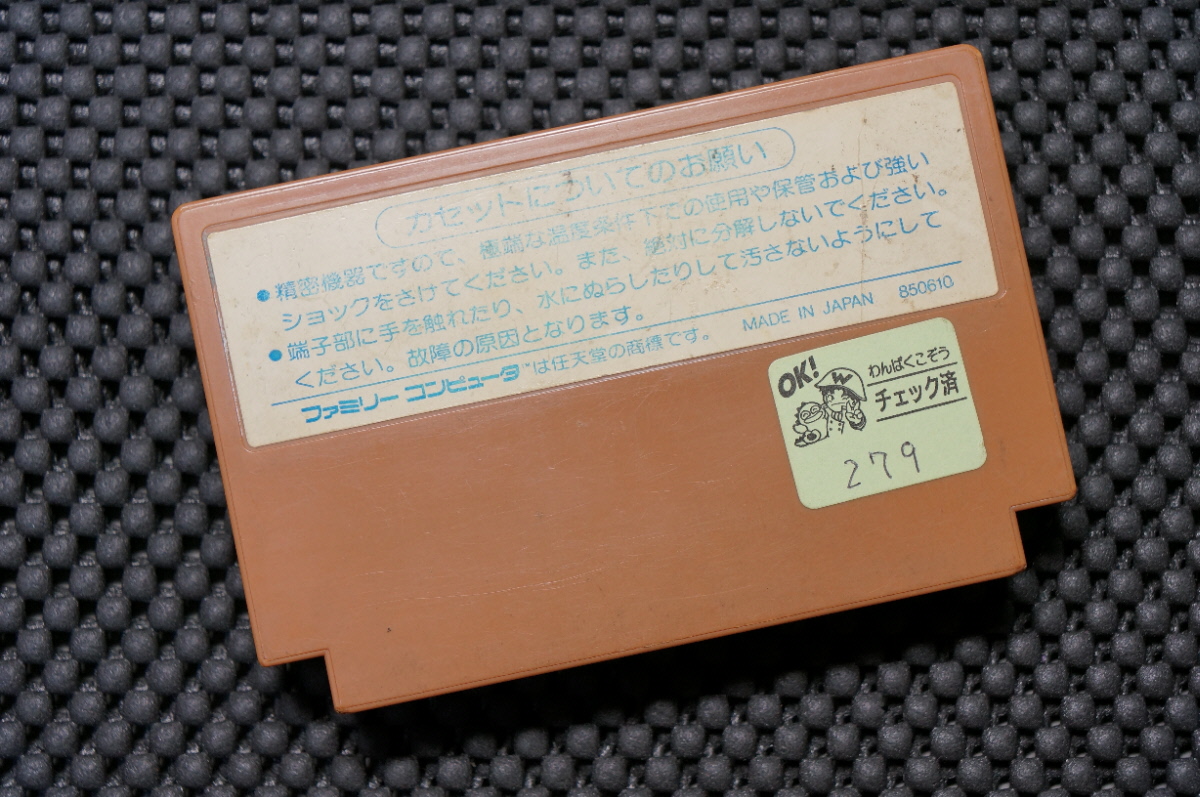 カセットについてのお願い
●精密機器ですので、極端な温度条件下での使用や保管および強い
ショックをさけてください。また、絶対に分解しないでください。
●端子部に手を触れたり、水にぬらしたりして汚さないようにして
ください。故障の原因となります。
MADE IN JAPAN 850610
ファミリー コンピュータ™は任天堂の商標です。
OK!
わんぱくこぞう
チェック済
279